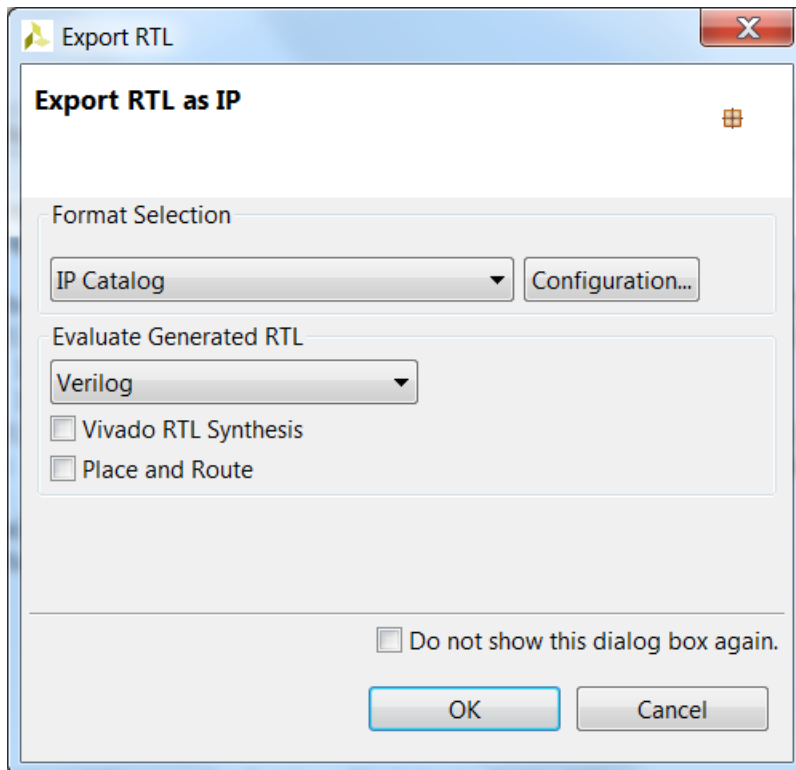 Export RTL
Export RTL as IP
Format Selection
IP Catalog
Configuration...
Evaluate Generated RTL
Verilog
Vivado RTL Synthesis
Place and Route
Do not show this dialog box again.
OK
Cancel